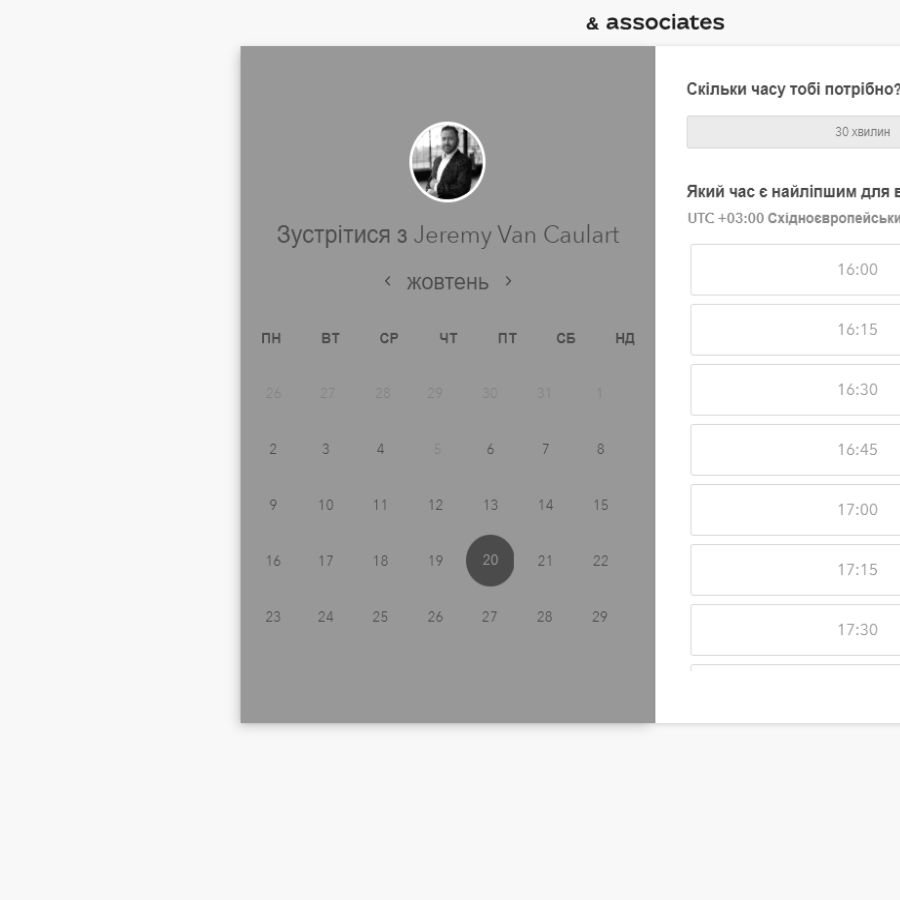 & associates
Зустрітися з Jeremy Van Caulart
жовтень
ПН ВТ СР ЧТ ПТ СБ НД
26 27 28 29 30 31 1
2 3 4 5 6 7 8
9 10 11 12 13 14 15
16 17 18 19 20 21 22
23 24 25 26 27 28 29
Скільки часу тобі потрібно?
30 хвилин
Який час є найліпшим для
UTC +03:00
16:00
16:15
16:30
16:45
17:00
17:15
17:30